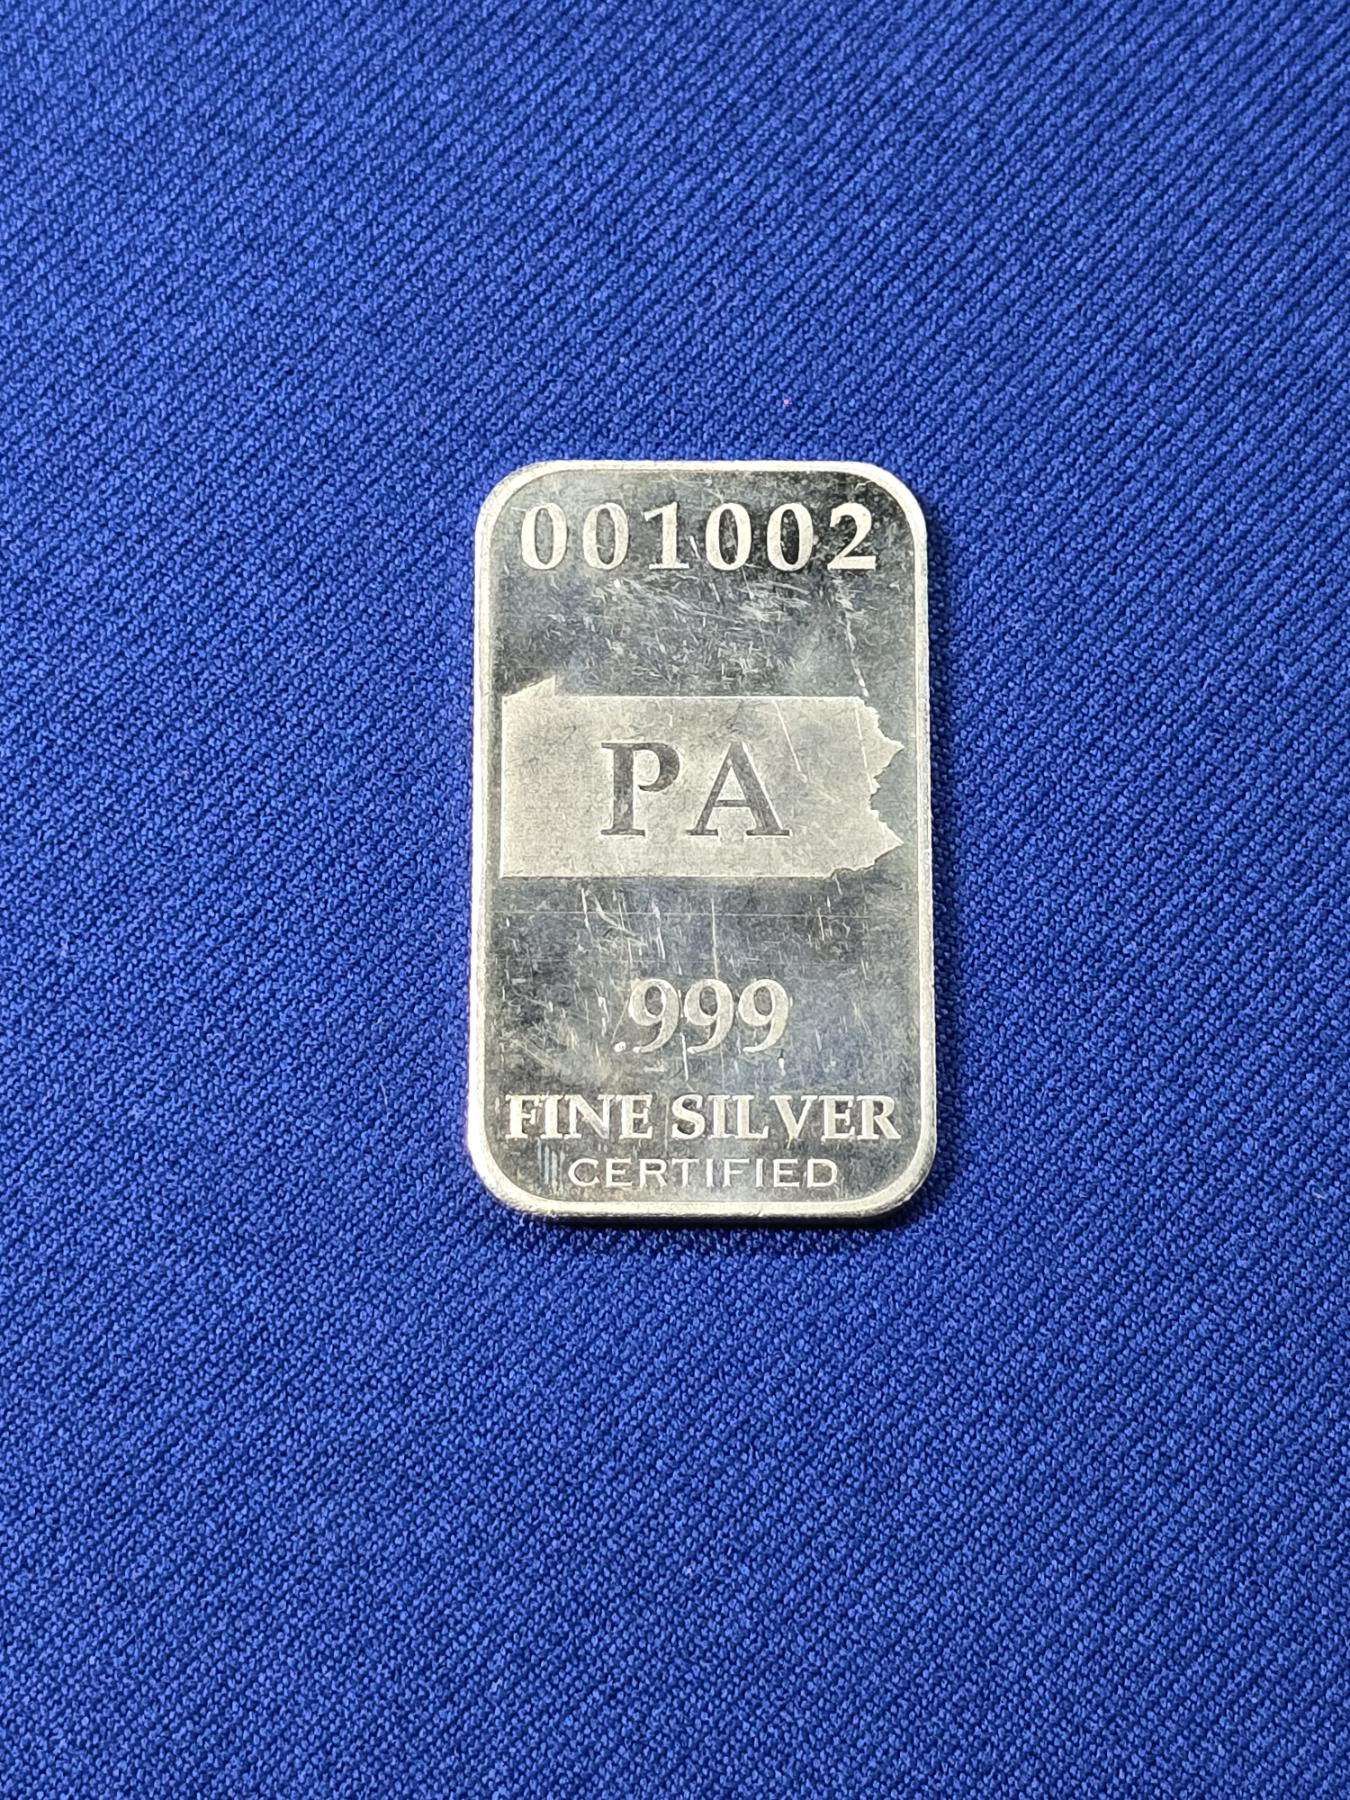 001002
PA
.999
FINE SILVER
CERTIFIED